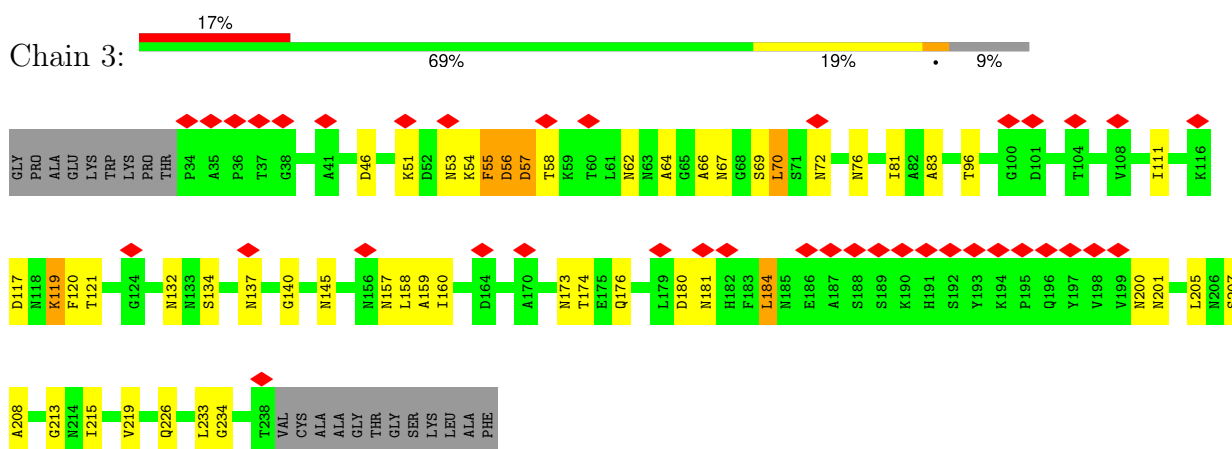 17%
Chain 3:
69% 19% • 9%
GLY PRO ALA GLU LYS TRP LYS PRO THR P34 A35 P36 T37 G38 A41 D46 K51 D52 N53 K54 F55 D56 D57 T58 K59 T60 L61 N62 N63 A64 G65 A66 N67 G68 S69 L70 S71 N72 N76 I81 A82 A83 T96 G100 D101 T104 V108 I111 K116
D117 N118 K119 F120 T121 G124 N132 N133 S134 N137 G140 N145 N156 N157 L158 A159 I160 D164 A170 N173 T174 E175 Q176 L179 D180 N181 H182 F183 L184 N185 E186 A187 S188 S189 K190 H191 S192 Y193 K194 P195 Q196 Y197 V198 V199 N200 N201 L205 N206 S207
A208 G213 N214 I215 V219 Q226 L233 G234 T238 VAL CYS ALA ALA GLY THR GLY SER LYS LEU ALA PHE